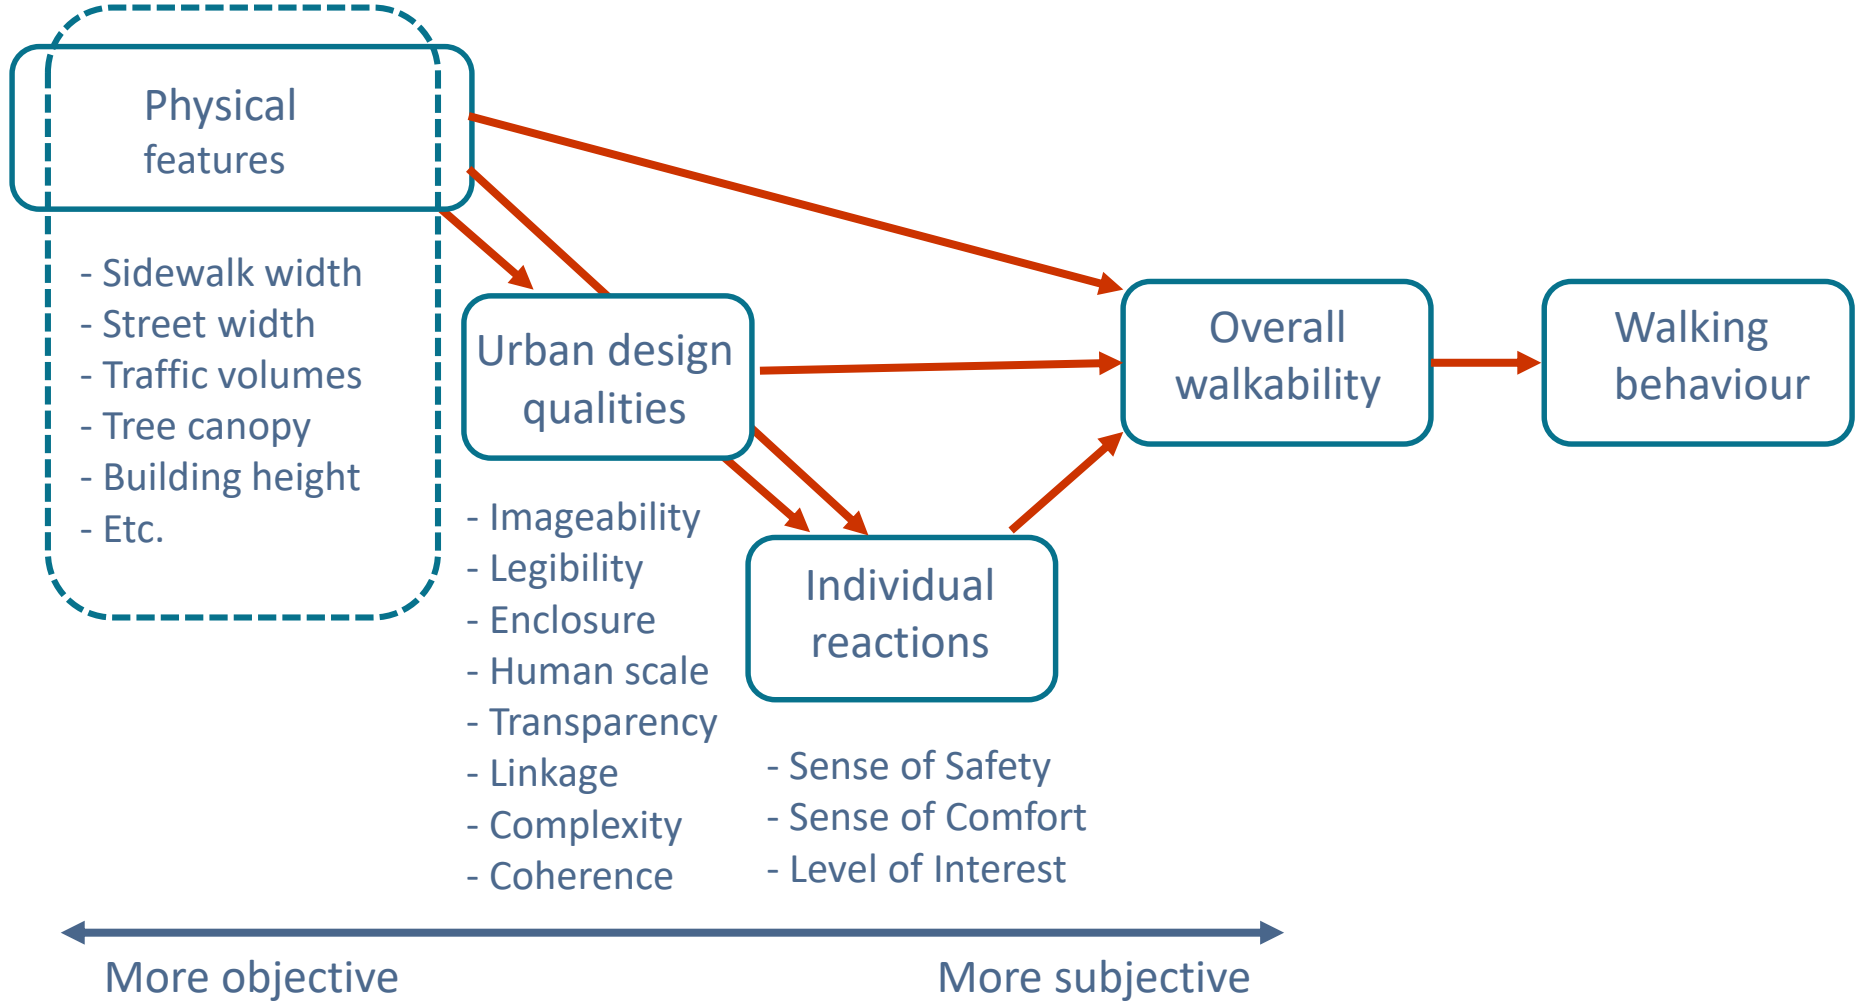 Physical
features
- Sidewalk width
- Street width
- Traffic volumes
- Tree canopy
- Building height
- Etc.
Urban design
qualities
- Imageability
- Legibility
- Enclosure
- Human scale
- Transparency
- Linkage
- Complexity
- Coherence
Individual
reactions
- Sense of Safety
- Sense of Comfort
- Level of Interest
Overall
walkability
Walking
behaviour
More objective
More subjective